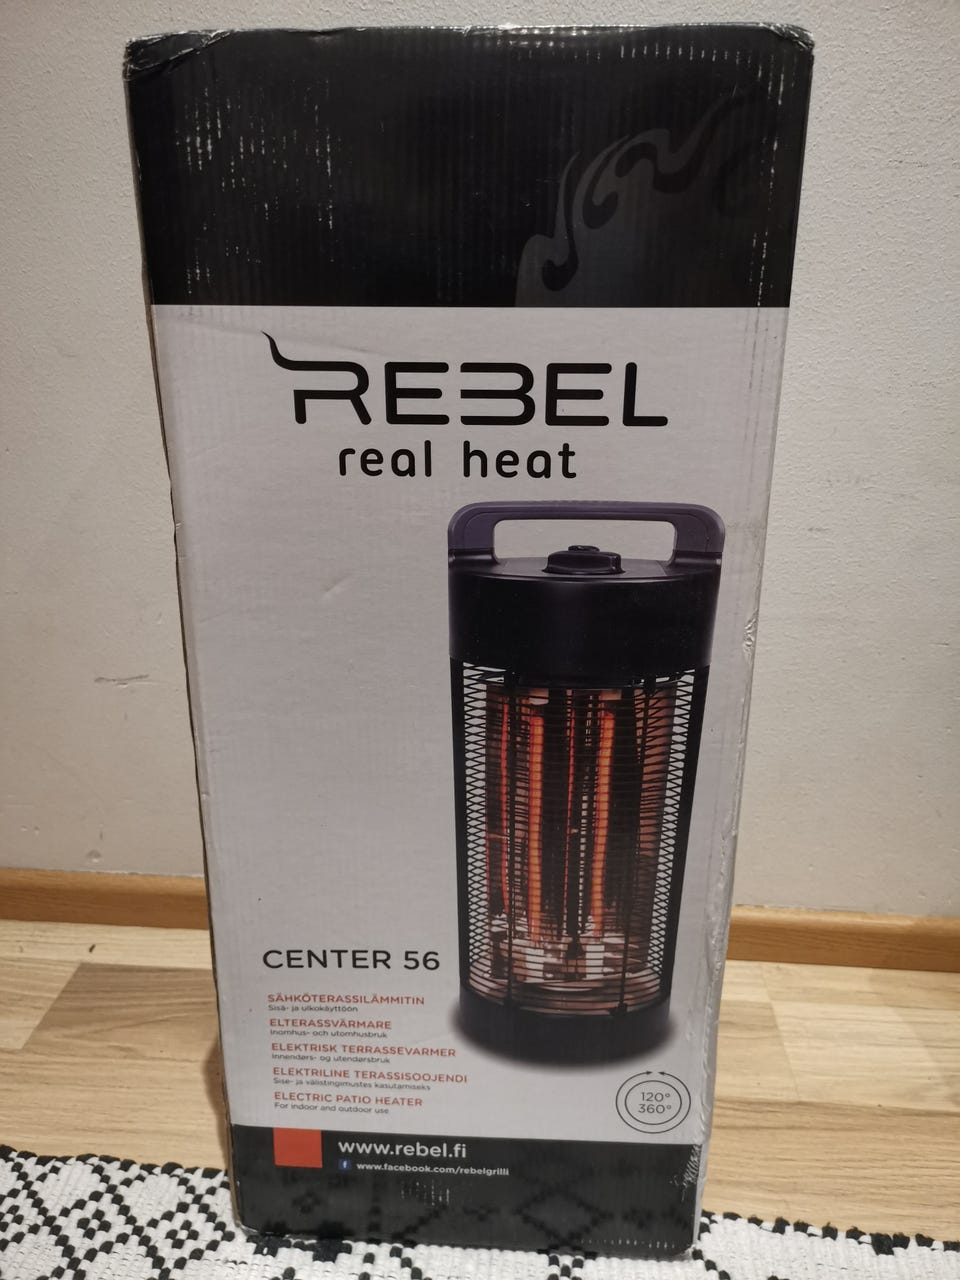 REBEL
real heat
CENTER 56
SÄHKÖTERASSILÄMMITIN
Sisä- ja ulkokäyttöön
ELTERASSVÄRMARE
Inomhus- och utomhusbruk
ELEKTRISK TERRASSEVARMER
Innendørs- og utendørsbruk
ELEKTRILINE TERASSISOOJENDI
Sise- ja välistingimustes kasutamiseks
ELECTRIC PATIO HEATER
For indoor and outdoor use
120°
360°
www.rebel.fi
f www.facebook.com/rebelgrilli